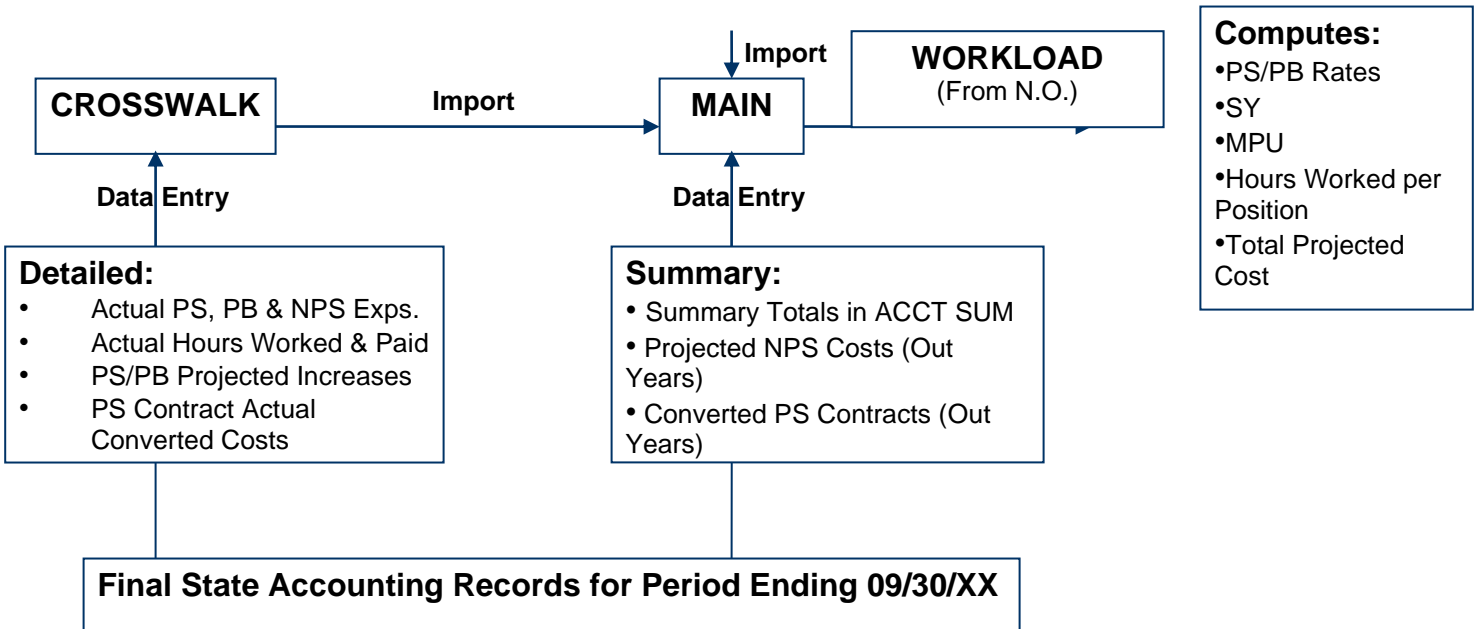 Import
WORKLOAD
(From N.O.)
Computes:
•PS/PB Rates
•SY
•MPU
•Hours Worked per
Position
•Total Projected
Cost
CROSSWALK
Import
MAIN
Data Entry
Data Entry
Detailed:
• Actual PS, PB & NPS Exps.
• Actual Hours Worked & Paid
• PS/PB Projected Increases
• PS Contract Actual
Converted Costs
Summary:
• Summary Totals in ACCT SUM
• Projected NPS Costs (Out
Years)
• Converted PS Contracts (Out
Years)
Final State Accounting Records for Period Ending 09/30/XX